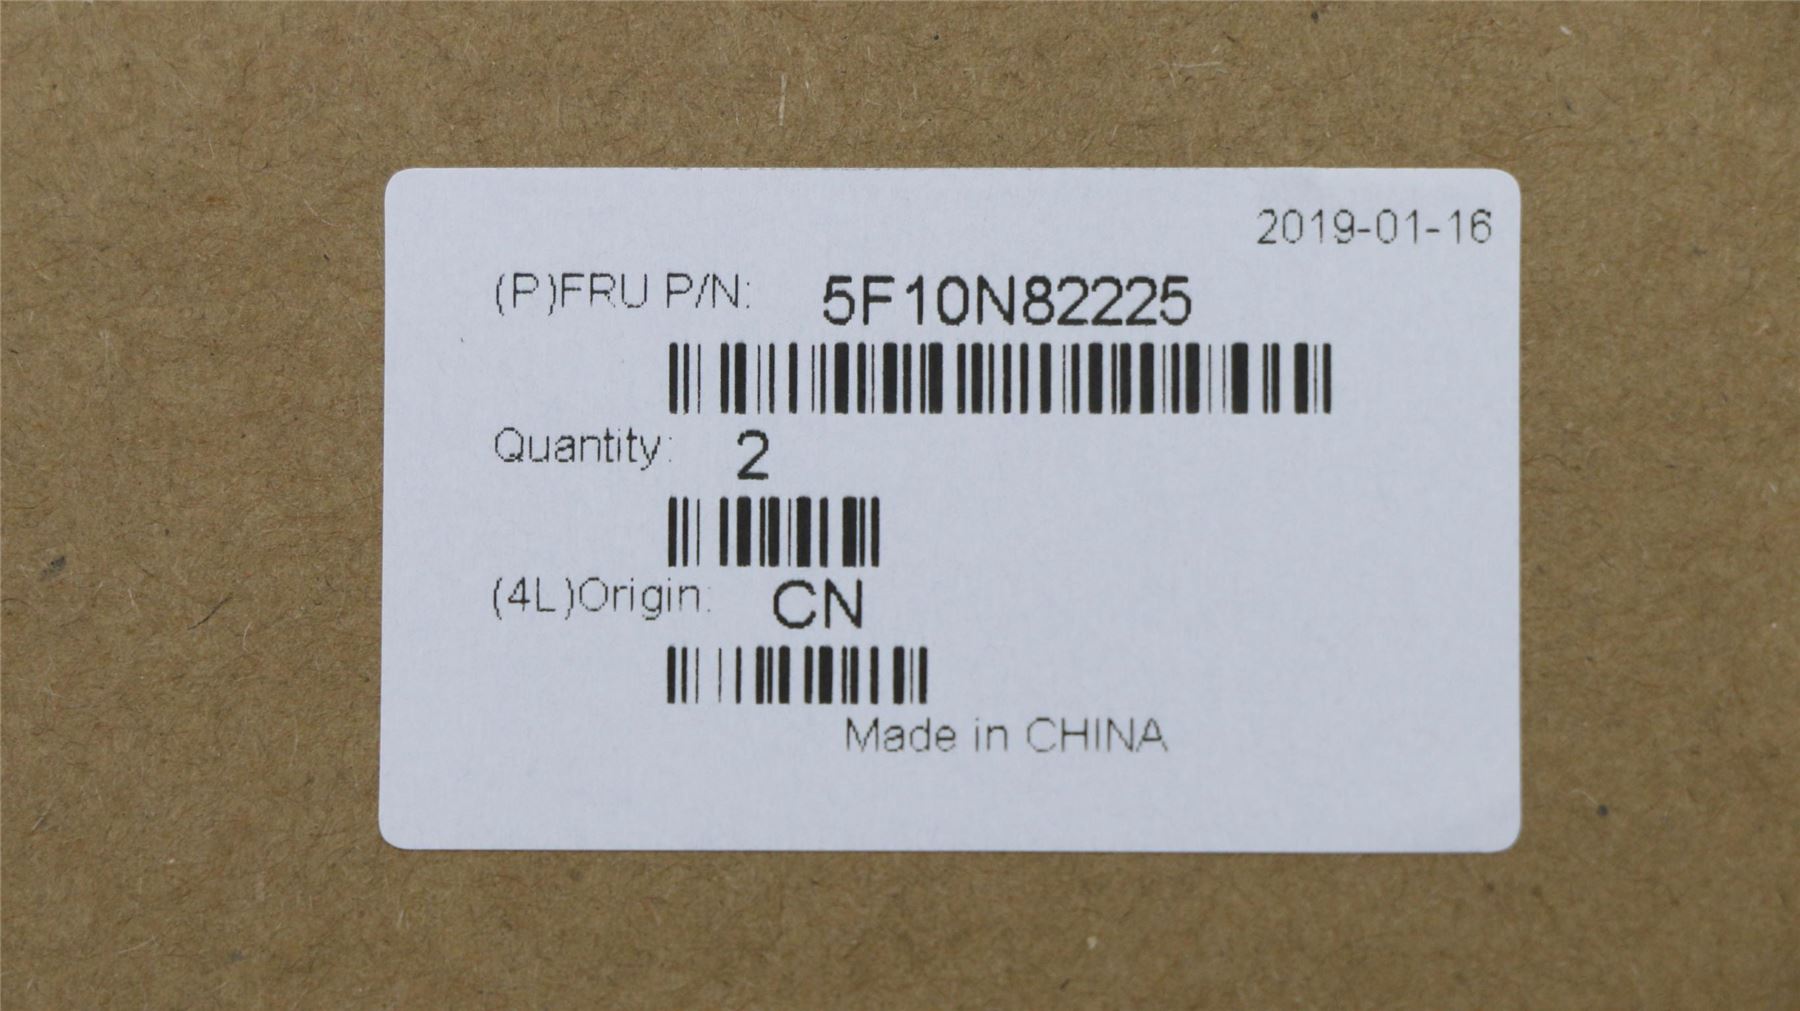 2019-01-16
(P)FRU P/N: 5F10N82225
Quantity: 2
(4L)Origin: CN
Made in CHINA